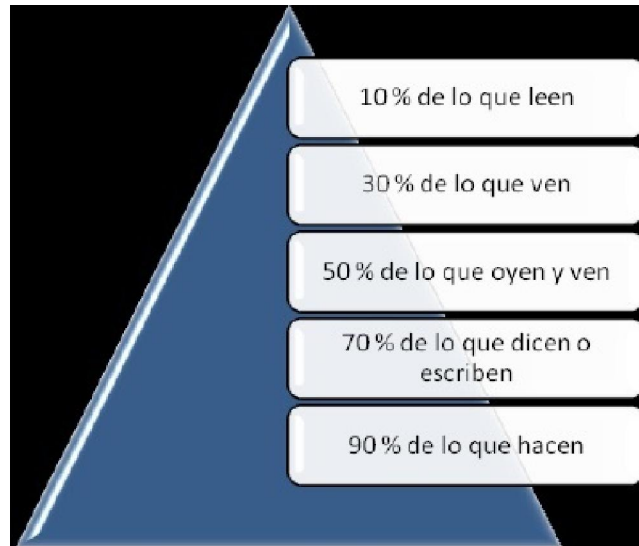 10 % de lo que leen
30 % de lo que ven
50 % de lo que oyen y ven
70 % de lo que dicen o
escriben
90 % de lo que hacen